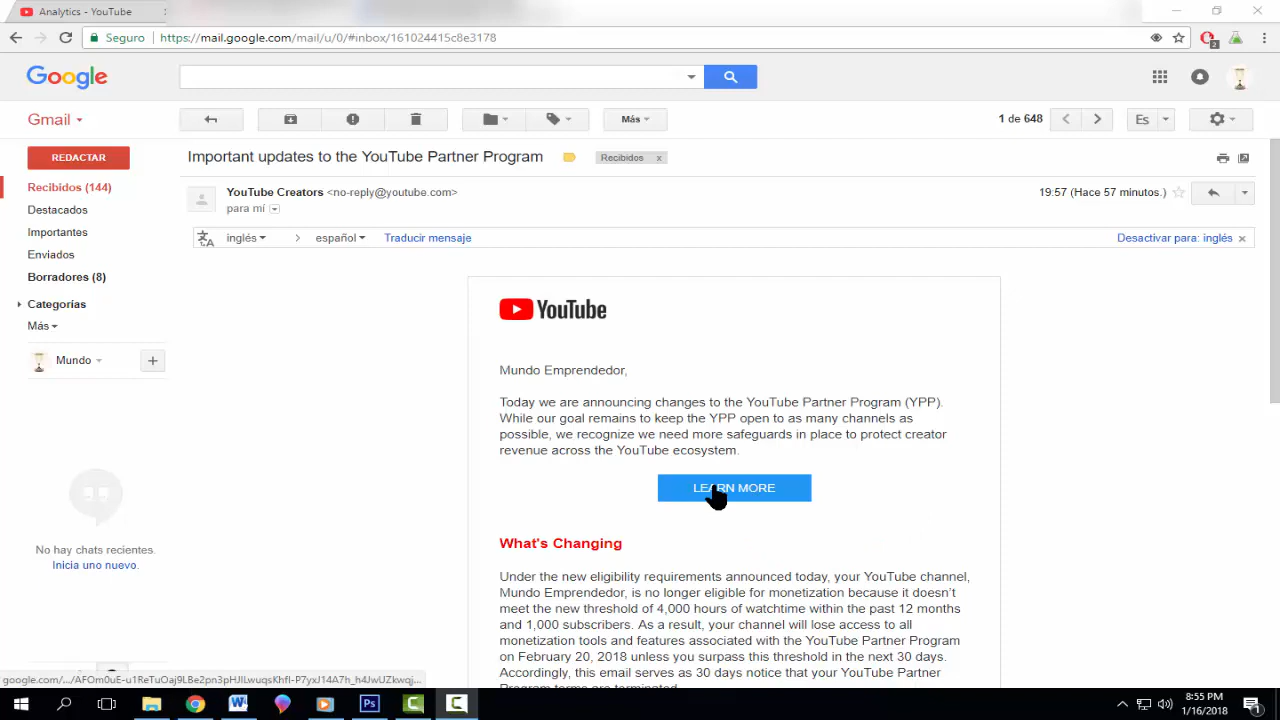 Analytics - YouTube
Seguro https://mail.google.com/mail/u/0/#inbox/161024415c8e3178
2
Google
Gmail
Más
1 de 648
Es
REDACTAR
Important updates to the YouTube Partner Program
Recibidos x
Recibidos (144)
YouTube Creators <no-reply@youtube.com>
19:57 (Hace 57 minutos.)
para mí
Destacados
Importantes
inglés > español Traducir mensaje
Desactivar para: inglés x
Enviados
Borradores (8)
Categorías
Más
Mundo
YouTube
Mundo Emprendedor,
Today we are announcing changes to the YouTube Partner Program (YPP).
While our goal remains to keep the YPP open to as many channels as
possible, we recognize we need more safeguards in place to protect creator
revenue across the YouTube ecosystem.
LEARN MORE
No hay chats recientes.
Inicia uno nuevo.
What's Changing
Under the new eligibility requirements announced today, your YouTube channel,
Mundo Emprendedor, is no longer eligible for monetization because it doesn't
meet the new threshold of 4,000 hours of watchtime within the past 12 months
and 1,000 subscribers. As a result, your channel will lose access to all
monetization tools and features associated with the YouTube Partner Program
on February 20, 2018 unless you surpass this threshold in the next 30 days.
Accordingly, this email serves as 30 days notice that your YouTube Partner
Program terms are terminated.
8:55 PM
1/16/2018
1